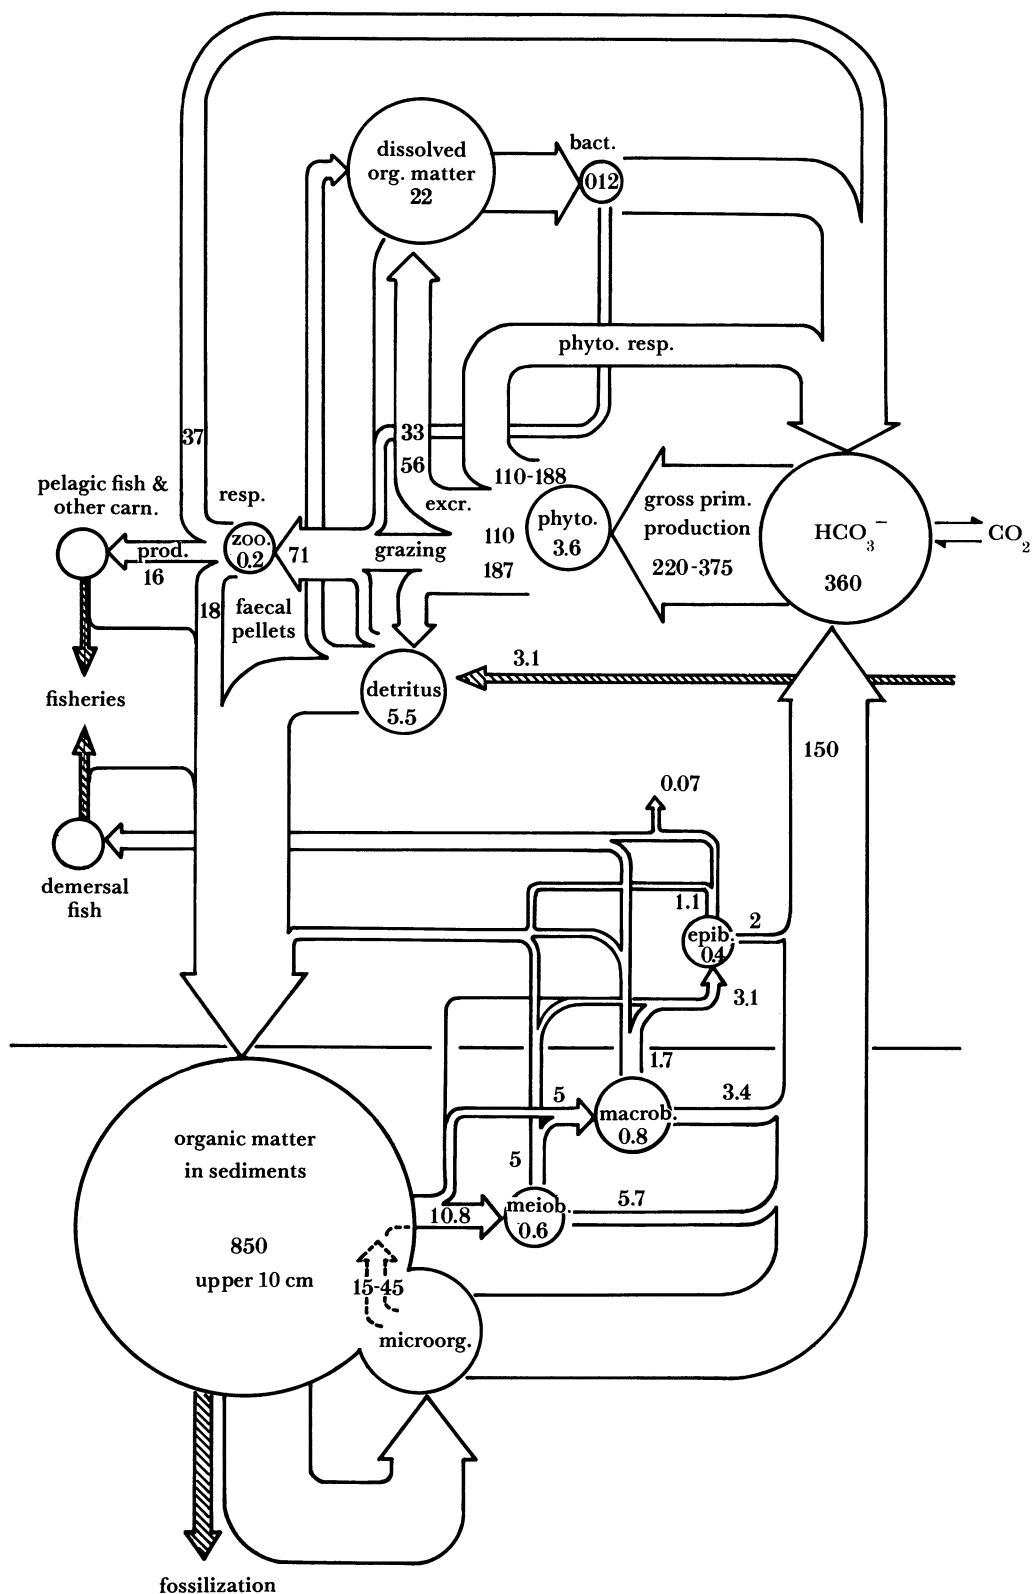 bact.
dissolved
org. matter
22
012
phyto. resp.
37
33
56
110-188
pelagic fish &
other carn.
resp.
excr.
gross prim.
production
220-375
phyto.
3.6
HCO3−
360
CO2
zoo.
0.2
71
grazing
110
187
prod.
16
18
faecal
pellets
3.1
fisheries
detritus
5.5
150
0.07
demersal
fish
1.1
2
epib.
0.4
3.1
1.7
5
3.4
macrob.
0.8
organic matter
in sediments
5
5.7
10.8
meiob.
0.6
850
upper 10 cm
15-45
microorg.
fossilization